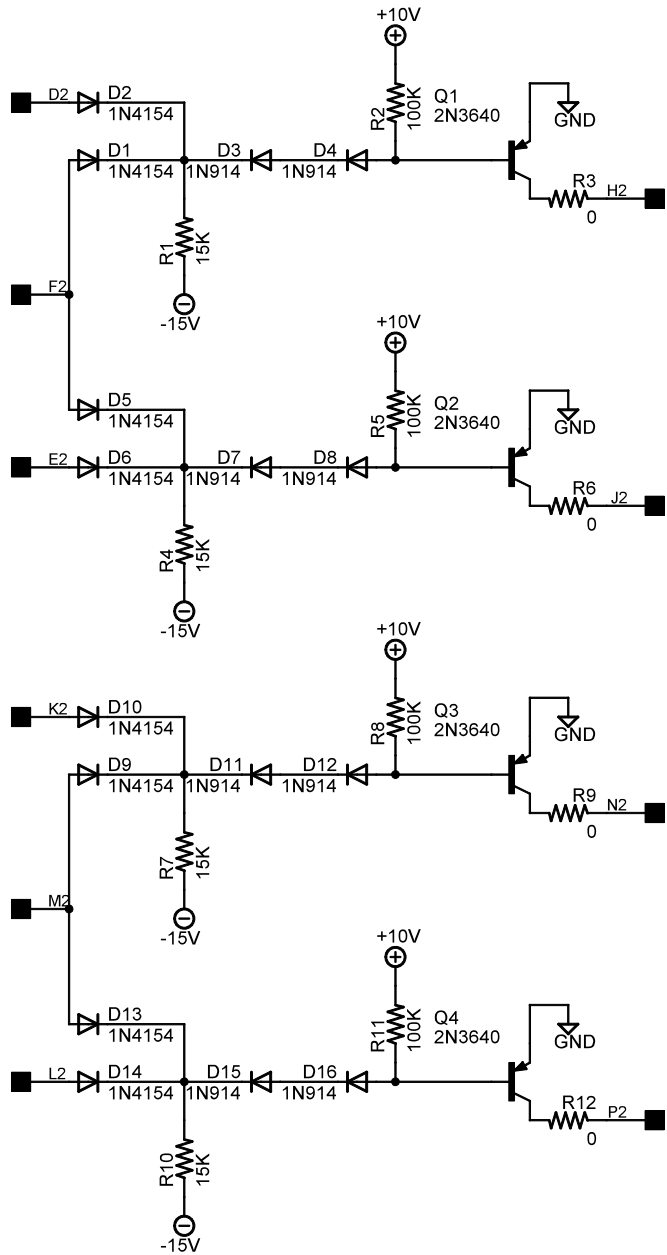 +10V
D2
D2
1N4154
R2
100K
Q1
2N3640
GND
D1
1N4154
D3
1N914
D4
1N914
R3
0
H2
R1
15K
-15V
F2
+10V
D5
1N4154
R5
100K
Q2
2N3640
GND
E2
D6
1N4154
D7
1N914
D8
1N914
R6
0
J2
R4
15K
-15V
+10V
K2
D10
1N4154
R8
100K
Q3
2N3640
GND
D9
1N4154
D11
1N914
D12
1N914
R9
0
N2
R7
15K
-15V
M2
+10V
D13
1N4154
R11
100K
Q4
2N3640
GND
L2
D14
1N4154
D15
1N914
D16
1N914
R12
0
P2
R10
15K
-15V